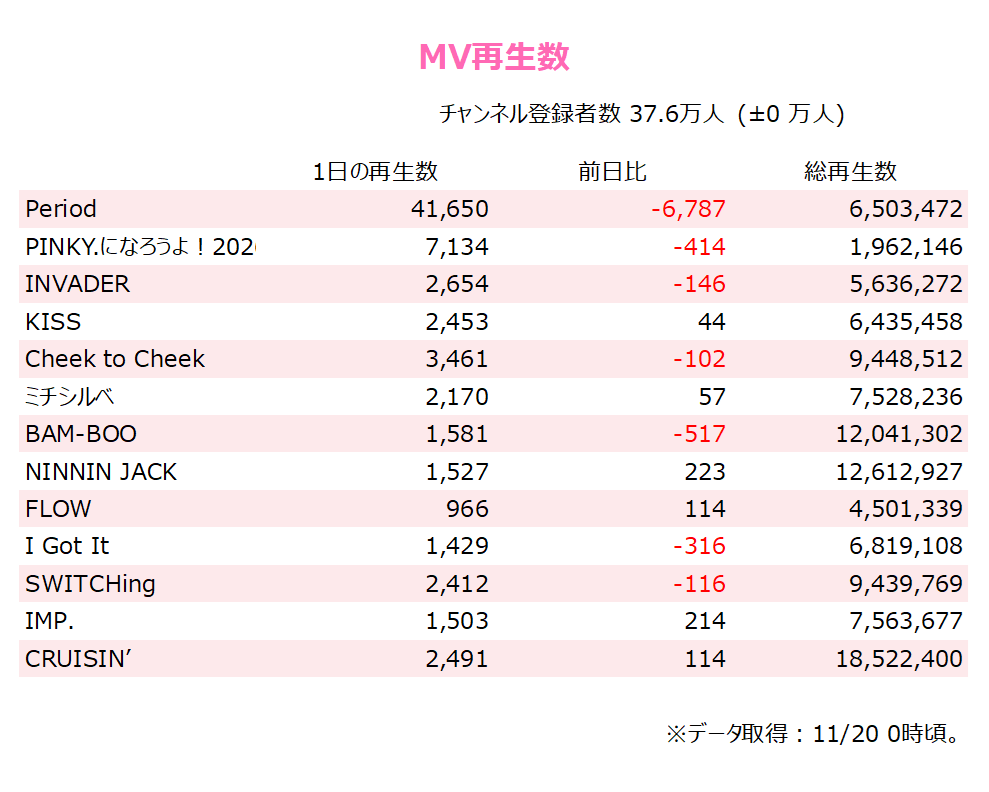 MV再生数
チャンネル登録者数 37.6万人 (±0 万人)
1日の再生数 前日比 総再生数
Period 41,650 -6,787 6,503,472
PINKY.になろうよ！202 7,134 -414 1,962,146
INVADER 2,654 -146 5,636,272
KISS 2,453 44 6,435,458
Cheek to Cheek 3,461 -102 9,448,512
ミチシルベ 2,170 57 7,528,236
BAM-BOO 1,581 -517 12,041,302
NINNIN JACK 1,527 223 12,612,927
FLOW 966 114 4,501,339
I Got It 1,429 -316 6,819,108
SWITCHing 2,412 -116 9,439,769
IMP. 1,503 214 7,563,677
CRUISIN’ 2,491 114 18,522,400
※データ取得：11/20 0時頃。